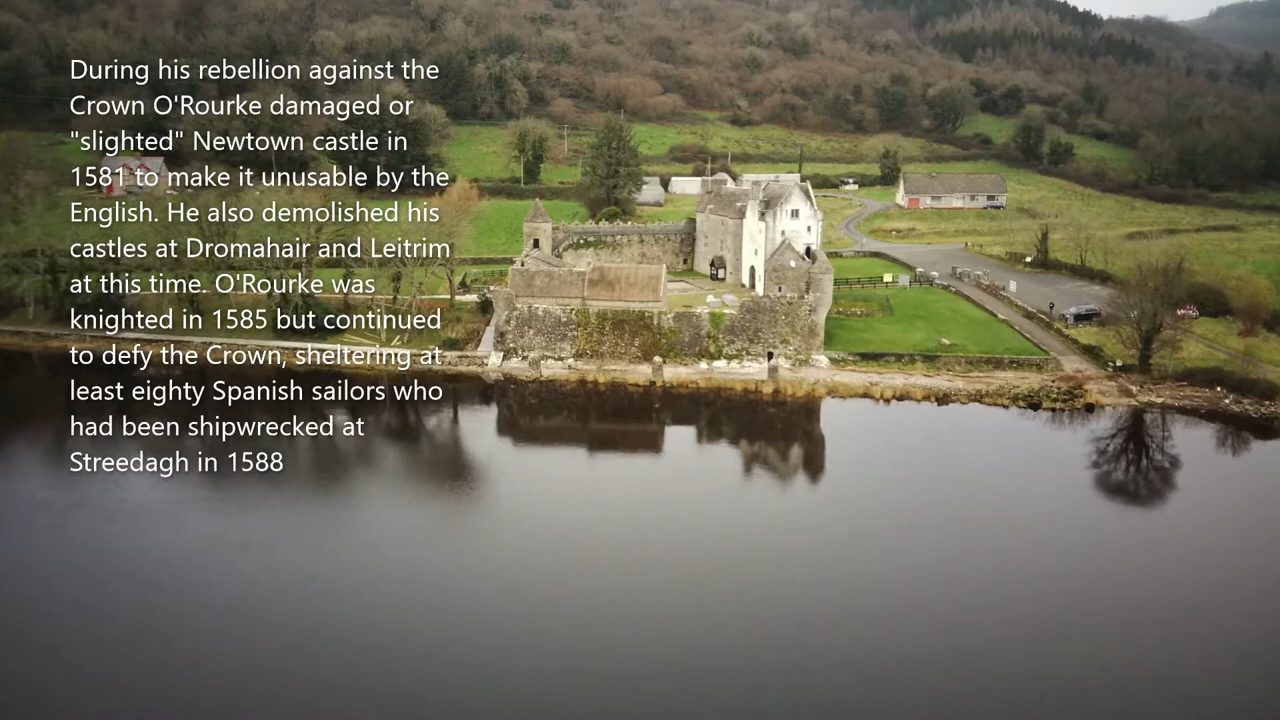 During his rebellion against the
Crown O'Rourke damaged or
"slighted" Newtown castle in
1581 to make it unusable by the
English. He also demolished his
castles at Dromahair and Leitrim
at this time. O'Rourke was
knighted in 1585 but continued
to defy the Crown, sheltering at
least eighty Spanish sailors who
had been shipwrecked at
Streedagh in 1588